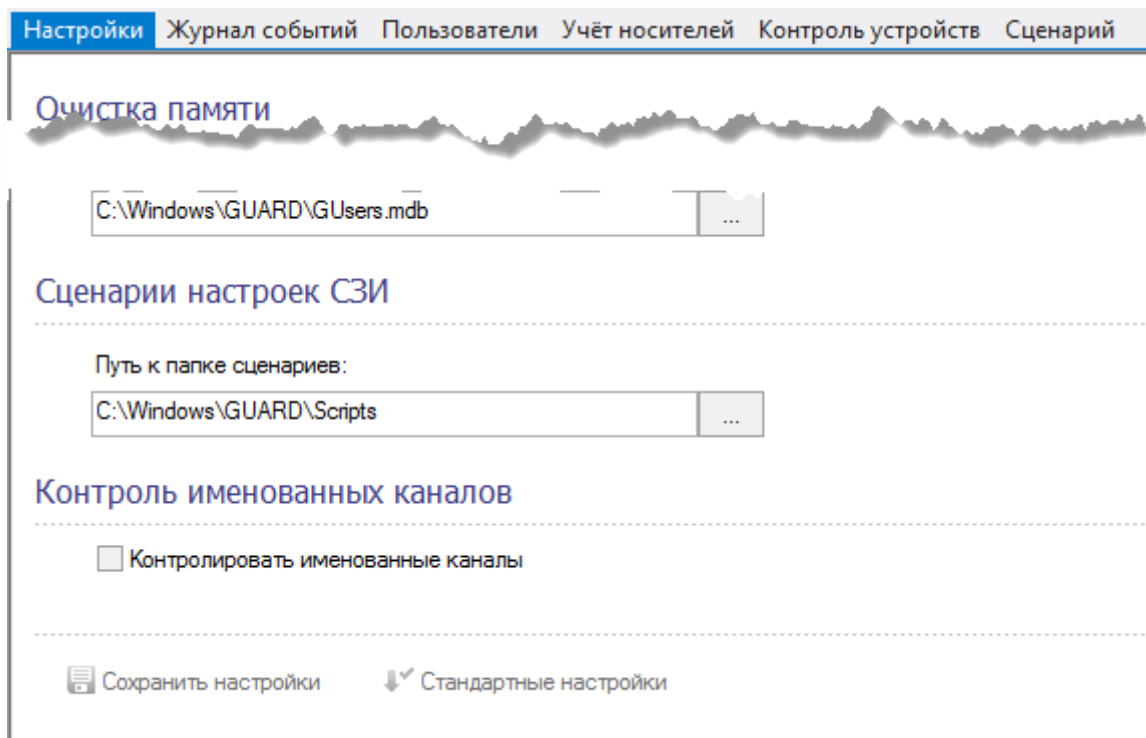 Настройки Журнал событий Пользователи Учёт носителей Контроль устройств Сценарий
Очистка памяти
C:\Windows\GUARD\GUsers.mdb ...
Сценарии настроек СЗИ
Путь к папке сценариев:
C:\Windows\GUARD\Scripts ...
Контроль именованных каналов
Контролировать именованные каналы
Сохранить настройки Стандартные настройки